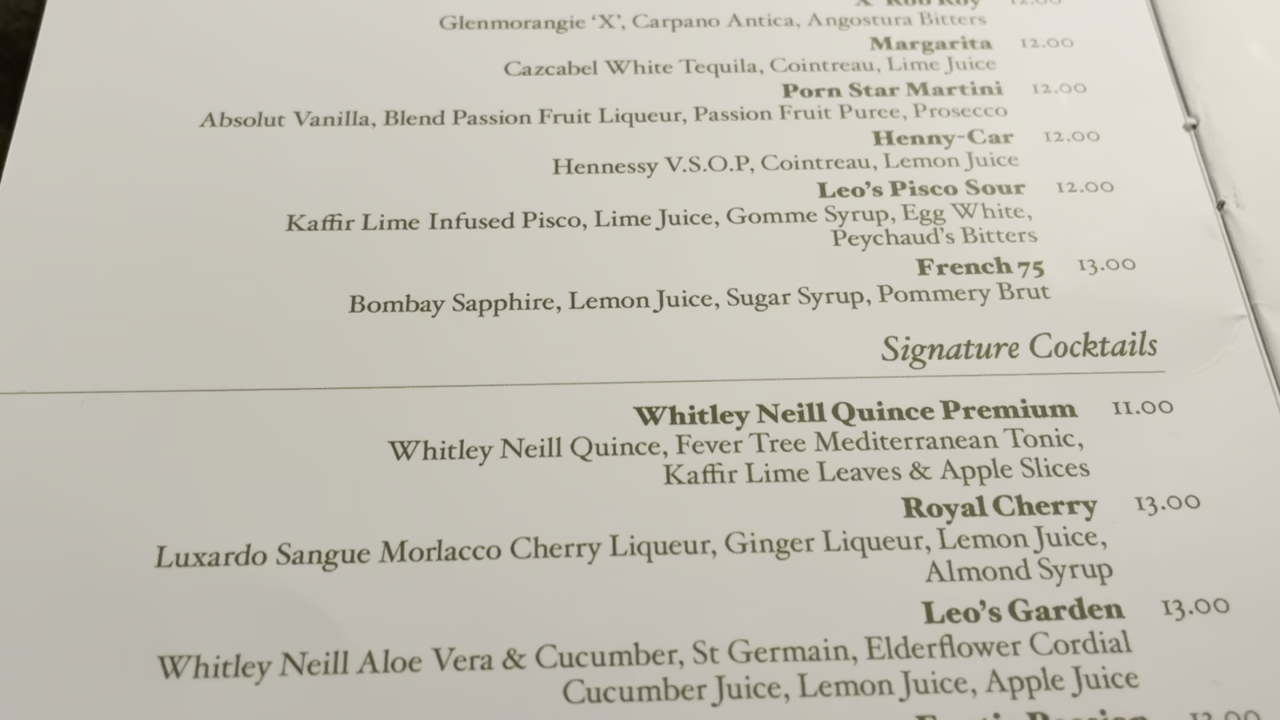 'X' Rob Roy 12.00
Glenmorangie ‘X’, Carpano Antica, Angostura Bitters
Margarita 12.00
Cazcabel White Tequila, Cointreau, Lime Juice
Porn Star Martini 12.00
Absolut Vanilla, Blend Passion Fruit Liqueur, Passion Fruit Puree, Prosecco
Henny-Car 12.00
Hennessy V.S.O.P, Cointreau, Lemon Juice
Leo’s Pisco Sour 12.00
Kaffir Lime Infused Pisco, Lime Juice, Gomme Syrup, Egg White,
Peychaud’s Bitters
French 75 13.00
Bombay Sapphire, Lemon Juice, Sugar Syrup, Pommery Brut
Signature Cocktails
Whitley Neill Quince Premium 11.00
Whitley Neill Quince, Fever Tree Mediterranean Tonic,
Kaffir Lime Leaves & Apple Slices
Royal Cherry 13.00
Luxardo Sangue Morlacco Cherry Liqueur, Ginger Liqueur, Lemon Juice,
Almond Syrup
Leo’s Garden 13.00
Whitley Neill Aloe Vera & Cucumber, St Germain, Elderflower Cordial
Cucumber Juice, Lemon Juice, Apple Juice